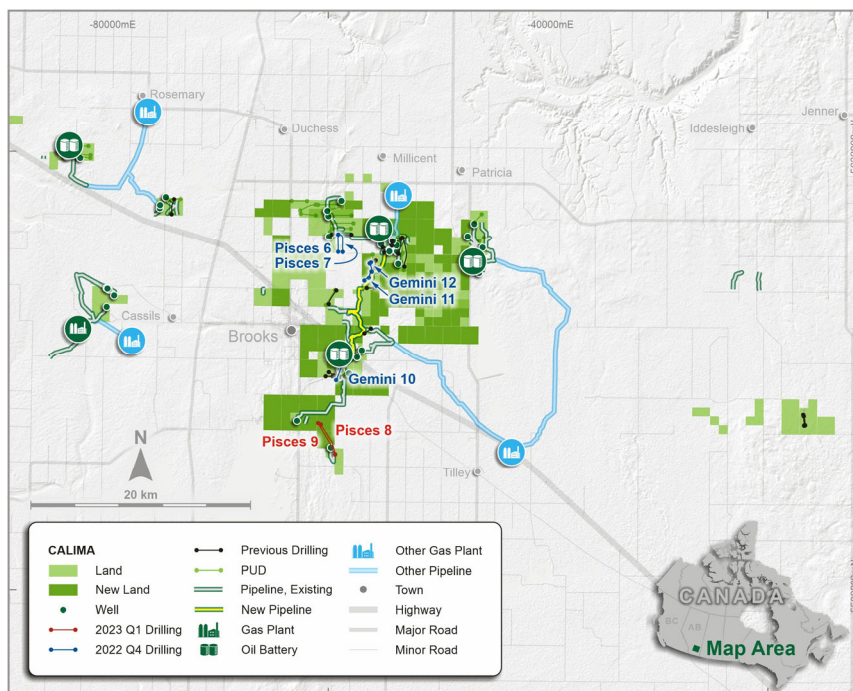 -80000mE
-40000mE
Rosemary
Jenner
Duchess
Iddesleigh
Millicent
Patricia
Pisces 6
Pisces 7
Gemini 12
Gemini 11
Cassils
Brooks
Gemini 10
Pisces 8
Pisces 9
N
Tilley
20 km
CALIMA
Land
New Land
Well
2023 Q1 Drilling
2022 Q4 Drilling
Previous Drilling
PUD
Pipeline, Existing
New Pipeline
Gas Plant
Oil Battery
Other Gas Plant
Other Pipeline
Town
Highway
Major Road
Minor Road
CANADA
BC
AB
Map Area